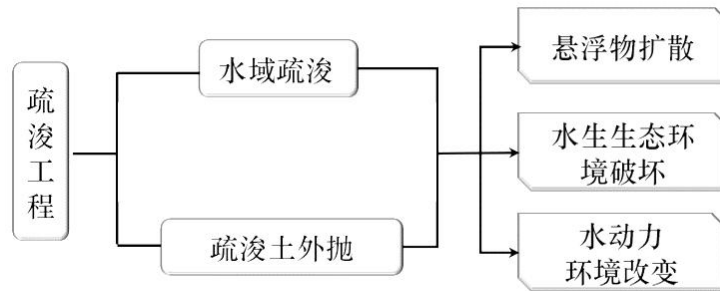 疏浚工程
水域疏浚
疏浚土外抛
悬浮物扩散
水生生态环
境破坏
水动力
环境改变